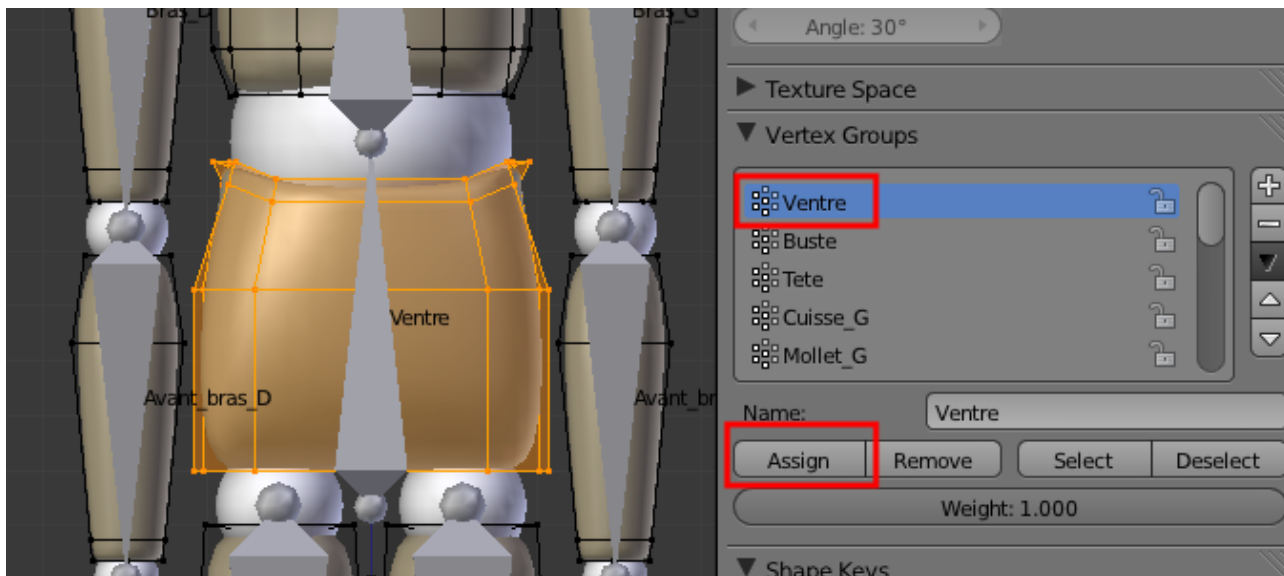 Bras_D
Bras_G
Ventre
Avant_bras_D
Avant_br
Angle: 30°
Texture Space
Vertex Groups
Ventre
Buste
Tete
Cuisse_G
Mollet_G
Name:
Ventre
Assign
Remove
Select
Deselect
Weight: 1.000
Shape Keys